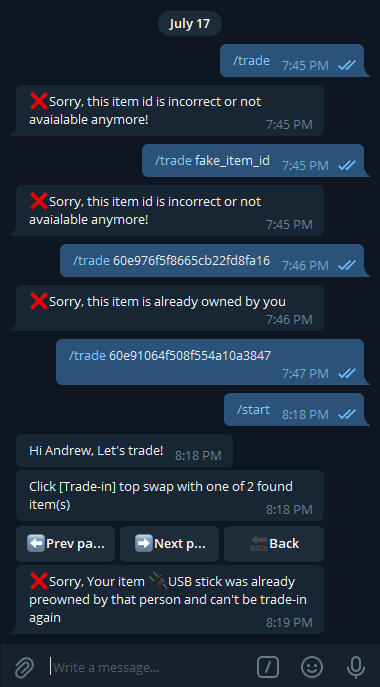 July 17
/trade 7:45 PM
❌Sorry, this item id is incorrect or not
avaialable anymore!
7:45 PM
/trade fake_item_id 7:45 PM
❌Sorry, this item id is incorrect or not
avaialable anymore!
7:45 PM
/trade 60e976f5f8665cb22fd8fa16 7:46 PM
❌Sorry, this item is already owned by you
7:46 PM
/trade 60e91064f508f554a10a3847
7:47 PM
/start 8:18 PM
Hi Andrew, Let's trade! 8:18 PM
Click [Trade-in] top swap with one of 2 found
item(s)
8:18 PM
⬅️Prev pa... ➡️Next p... 🔙Back
❌Sorry, Your item 🔌USB stick was already
preowned by that person and can't be trade-in
again
8:19 PM
Write a message...